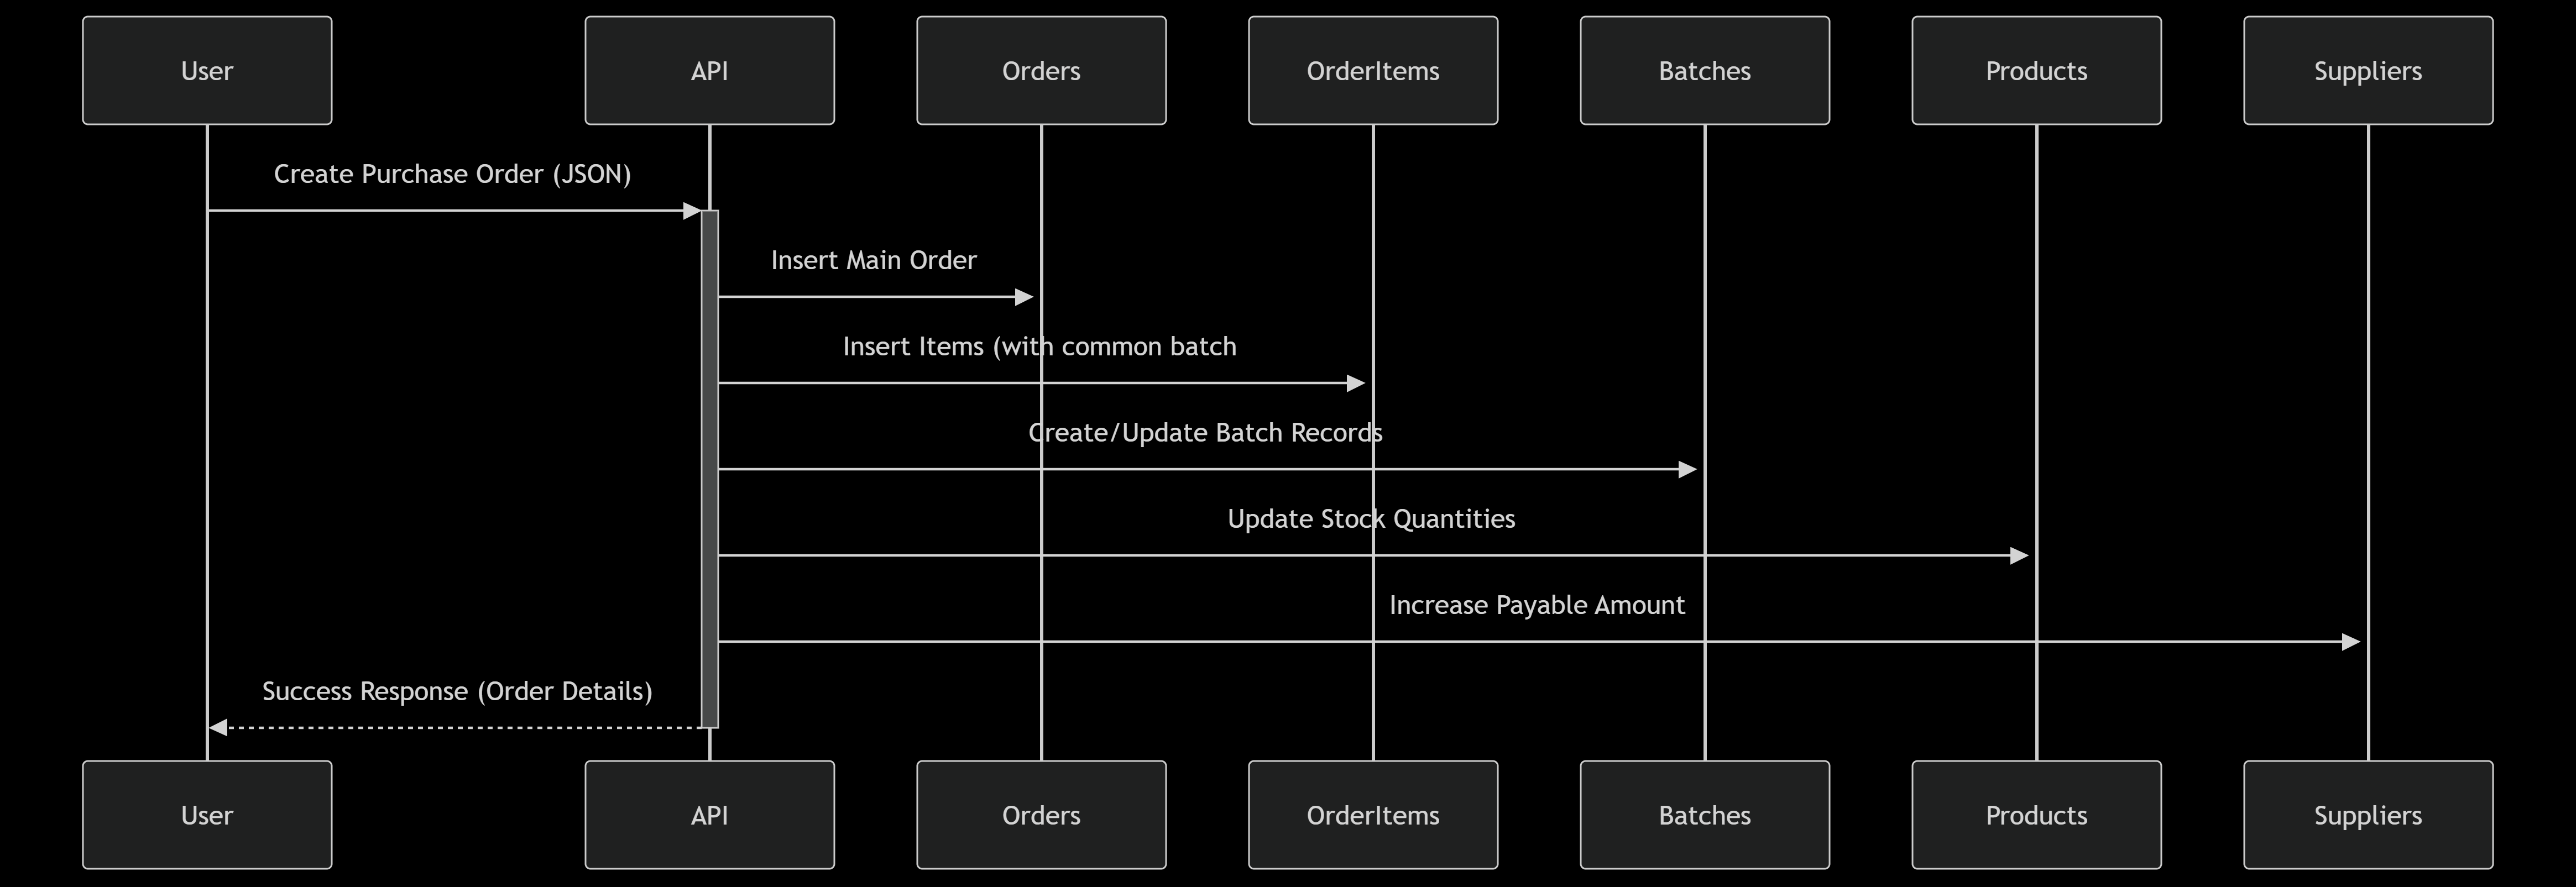 User
API
Orders
OrderItems
Batches
Products
Suppliers
Create Purchase Order (JSON)
Insert Main Order
Insert Items (with common batch
Create/Update Batch Records
Update Stock Quantities
Increase Payable Amount
Success Response (Order Details)
User
API
Orders
OrderItems
Batches
Products
Suppliers